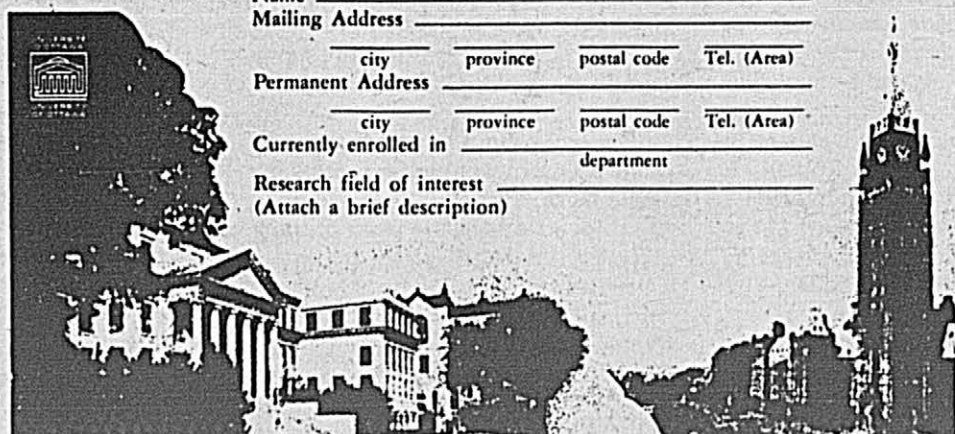 Name
Mailing Address
city province postal code Tel. (Area)
Permanent Address
city province postal code Tel. (Area)
Currently enrolled in
department
Research field of interest
(Attach a brief description)